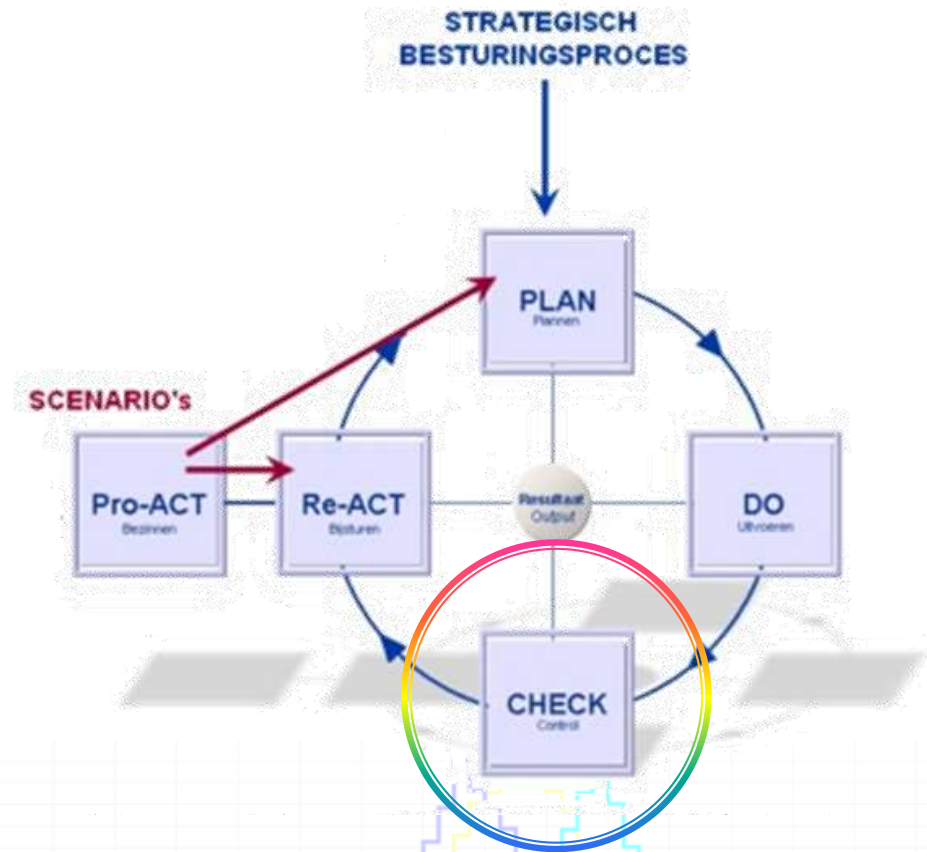 STRATEGISCH
BESTURINGSPROCES
PLAN
Plannen
SCENARIO's
Pro-ACT
Bezinnen
Re-ACT
Bijsturen
Resultaat
Output
DO
Uitvoeren
CHECK
Control